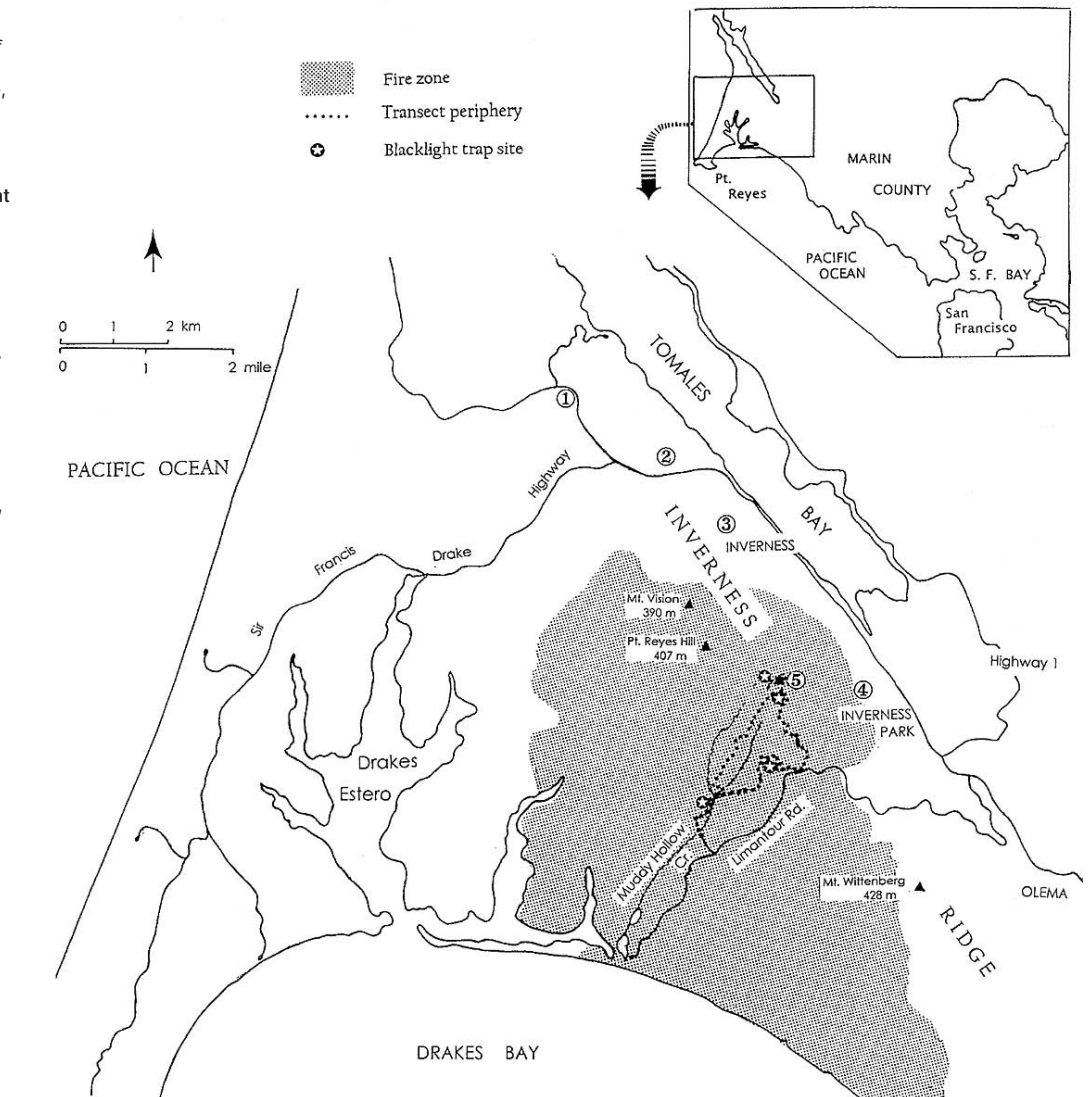 Fire zone
Transect periphery
Blacklight trap site
MARIN
COUNTY
Pt.
Reyes
PACIFIC
OCEAN
S. F. BAY
San
Francisco
0 1 2 km
0 1 2 mile
PACIFIC OCEAN
TOMALES
BAY
1
2
3
INVERNESS
INVERNESS
RIDGE
Sir
Francis
Drake
Highway
Mt. Vision
390 m
Pt. Reyes Hill
407 m
5
4
INVERNESS
PARK
Highway 1
Drakes
Estero
Muddy Hollow
Cr.
Limantour Rd.
Mt. Wittenberg
428 m
OLEMA
DRAKES BAY